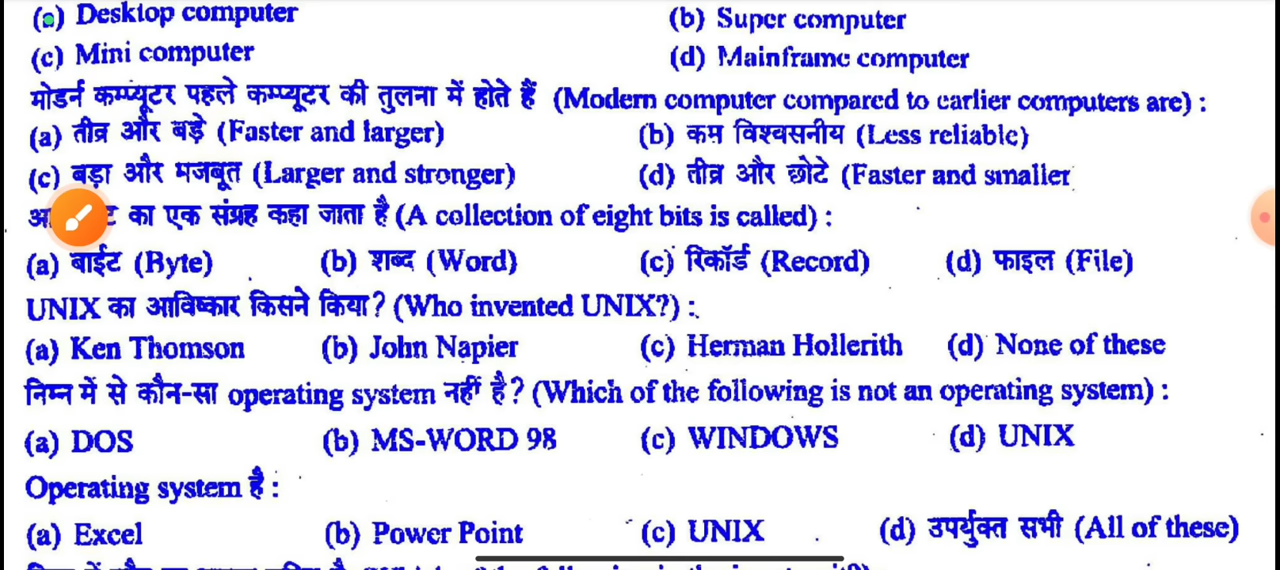 (a) Desktop computer (b) Super computer
(c) Mini computer (d) Mainframe computer
मोडर्न कम्प्यूटर पहले कम्प्यूटर की तुलना में होते हैं (Modern computer compared to earlier computers are) :
(a) तीव्र और बड़े (Faster and larger) (b) कम विश्वसनीय (Less reliable)
(c) बड़ा और मजबूत (Larger and stronger) (d) तीव्र और छोटे (Faster and smaller
का एक संग्रह कहा जाता है (A collection of eight bits is called) :
(a) बाईट (Byte) (b) शब्द (Word) (c) रिकॉर्ड (Record) (d) फाइल (File)
UNIX का आविष्कार किसने किया? (Who invented UNIX?) :
(a) Ken Thomson (b) John Napier (c) Herman Hollerith (d) None of these
निम्न में से कौन-सा operating system नहीं है? (Which of the following is not an operating system) :
(a) DOS (b) MS-WORD 98 (c) WINDOWS (d) UNIX
Operating system है :
(a) Excel (b) Power Point (c) UNIX (d) उपर्युक्त सभी (All of these)